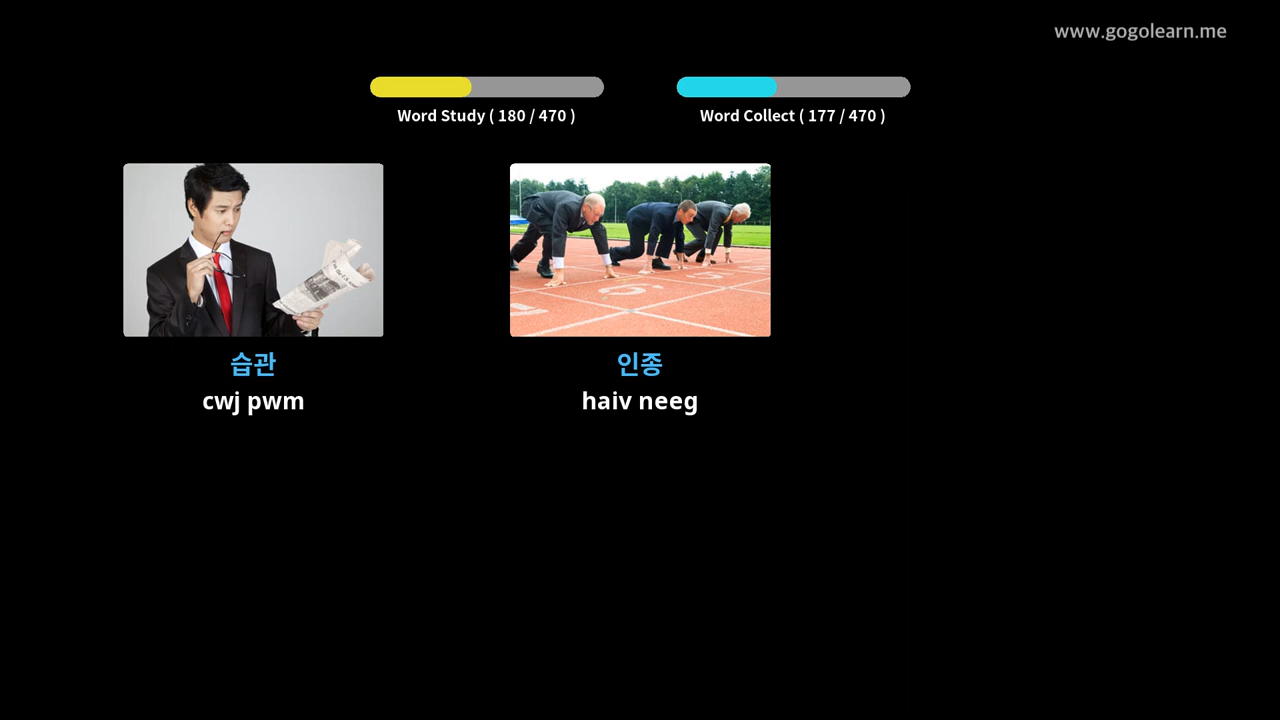 www.gogolearn.me
Word Study ( 180 / 470 )
Word Collect ( 177 / 470 )
습관
cwj pwm
인종
haiv neeg